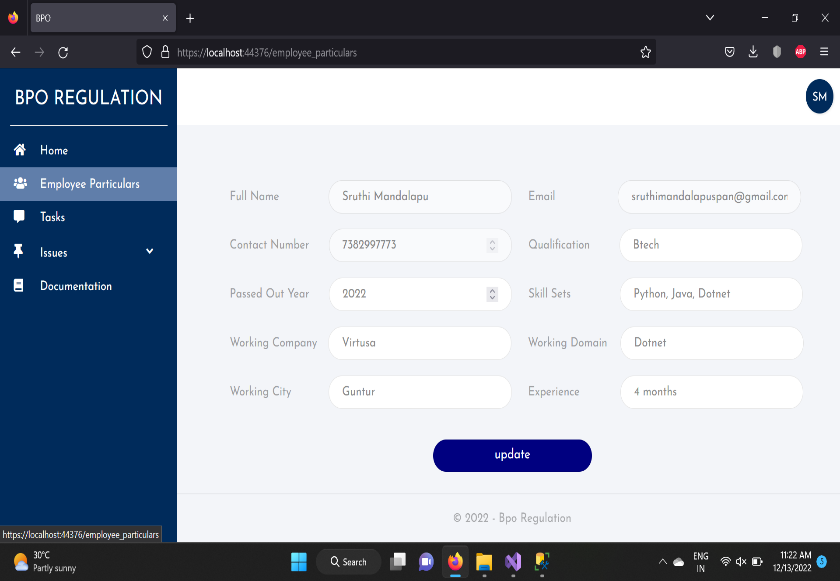 BPO
https://localhost:44376/employee_particulars
ABP
BPO REGULATION
SM
Home
Employee Particulars
Tasks
Issues
Documentation
Full Name Sruthi Mandalapu Email sruthimandalapuspan@gmail.com
Contact Number 7382997773 Qualification Btech
Passed Out Year 2022 Skill Sets Python, Java, Dotnet
Working Company Virtusa Working Domain Dotnet
Working City Guntur Experience 4 months
update
© 2022 - Bpo Regulation
https://localhost:44376/employee_particulars
30°C
Partly sunny
Search
ENG
IN
11:22 AM
12/13/2022